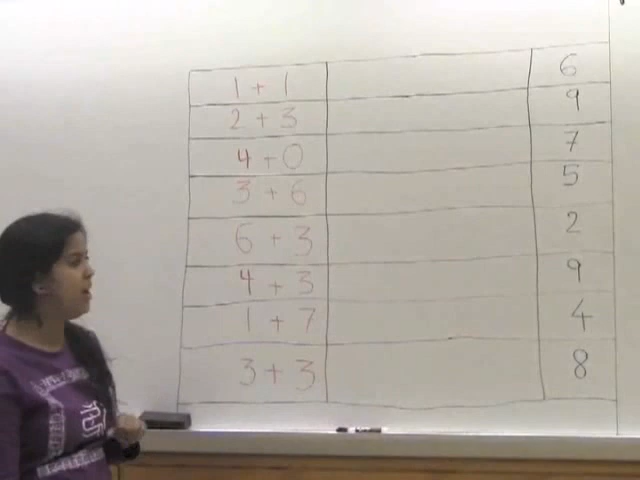 1 + 1 6
2 + 3 9
4 + 0 7
3 + 6 5
6 + 3 2
4 + 3 9
1 + 7 4
3 + 3 8